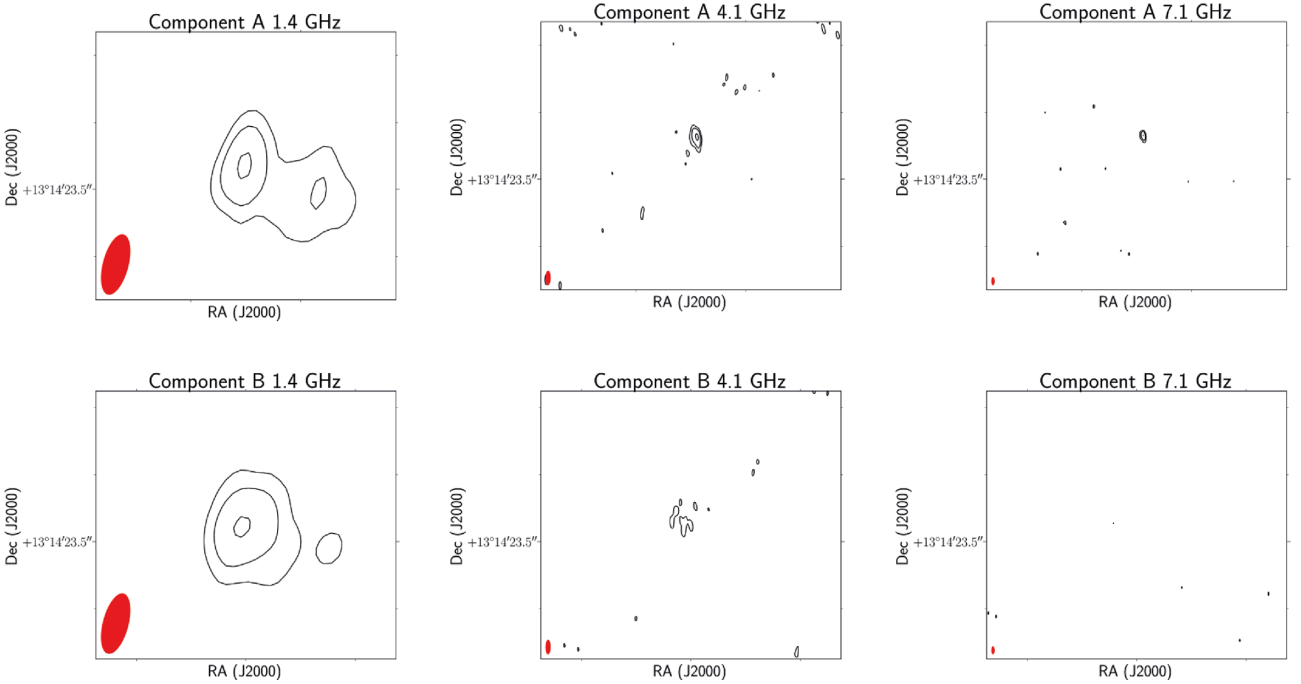 Component A 1.4 GHz
Dec (J2000)
+13°14′23.5″
RA (J2000)
Component A 4.1 GHz
Dec (J2000)
+13°14′23.5″
RA (J2000)
Component A 7.1 GHz
Dec (J2000)
+13°14′23.5″
RA (J2000)
Component B 1.4 GHz
Dec (J2000)
+13°14′23.5″
RA (J2000)
Component B 4.1 GHz
Dec (J2000)
+13°14′23.5″
RA (J2000)
Component B 7.1 GHz
Dec (J2000)
+13°14′23.5″
RA (J2000)